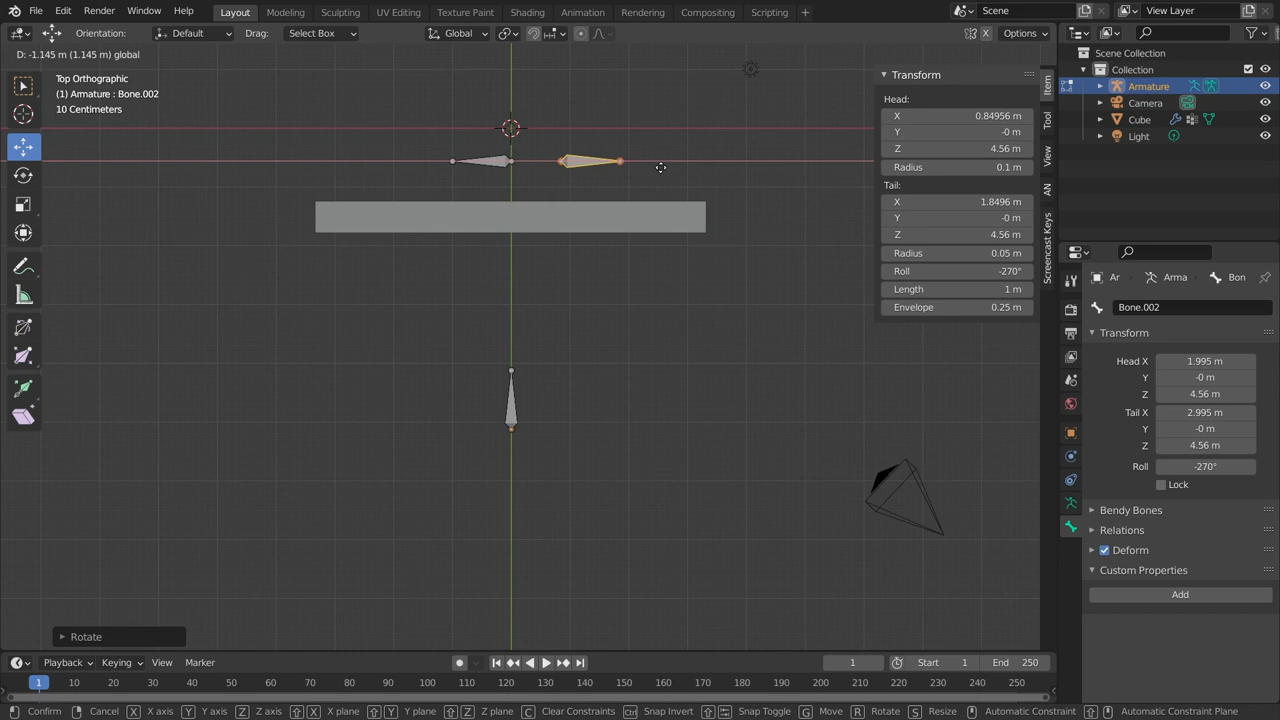 File Edit Render Window Help Layout Modeling Sculpting UV Editing Texture Paint Shading Animation Rendering Compositing Scripting + Scene View Layer
Orientation: Default Drag: Select Box Global X Options
D: -1.145 m (1.145 m) global
Top Orthographic
(1) Armature : Bone.002
10 Centimeters
Transform
Head:
X 0.84956 m
Y -0 m
Z 4.56 m
Radius 0.1 m
Tail:
X 1.8496 m
Y -0 m
Z 4.56 m
Radius 0.05 m
Roll -270°
Length 1 m
Envelope 0.25 m
Item
Tool
View
AN
Screencast Keys
Scene Collection
Collection
Armature
Camera
Cube
Light
Ar Arma Bon
Bone.002
Transform
Head X 1.995 m
Y -0 m
Z 4.56 m
Tail X 2.995 m
Y -0 m
Z 4.56 m
Roll -270°
Lock
Bendy Bones
Relations
Deform
Custom Properties
Add
Rotate
Playback Keying View Marker 1 Start 1 End 250
1 10 20 30 40 50 60 70 80 90 100 110 120 130 140 150 160 170 180 190 200 210 220 230 240 250
Confirm Cancel X X axis Y Y axis Z Z axis X X plane Y Y plane Z Z plane C Clear Constraints Ctrl Snap Invert Snap Toggle G Move R Rotate S Resize Automatic Constraint Automatic Constraint Plane